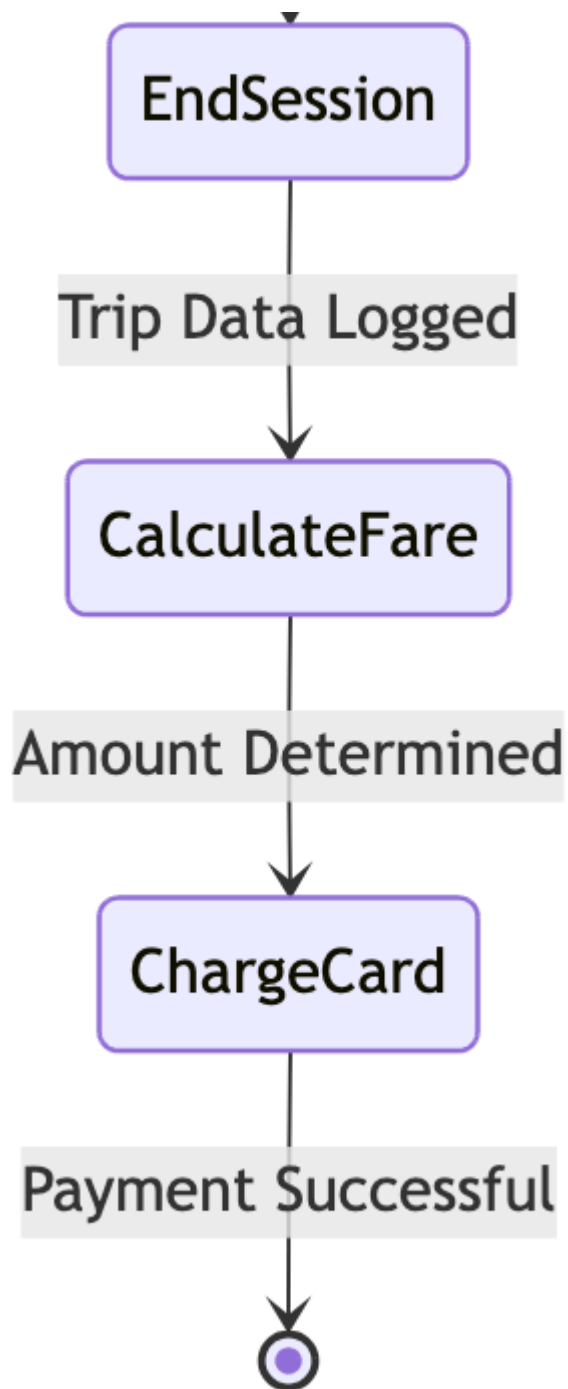 EndSession
Trip Data Logged
CalculateFare
Amount Determined
ChargeCard
Payment Successful